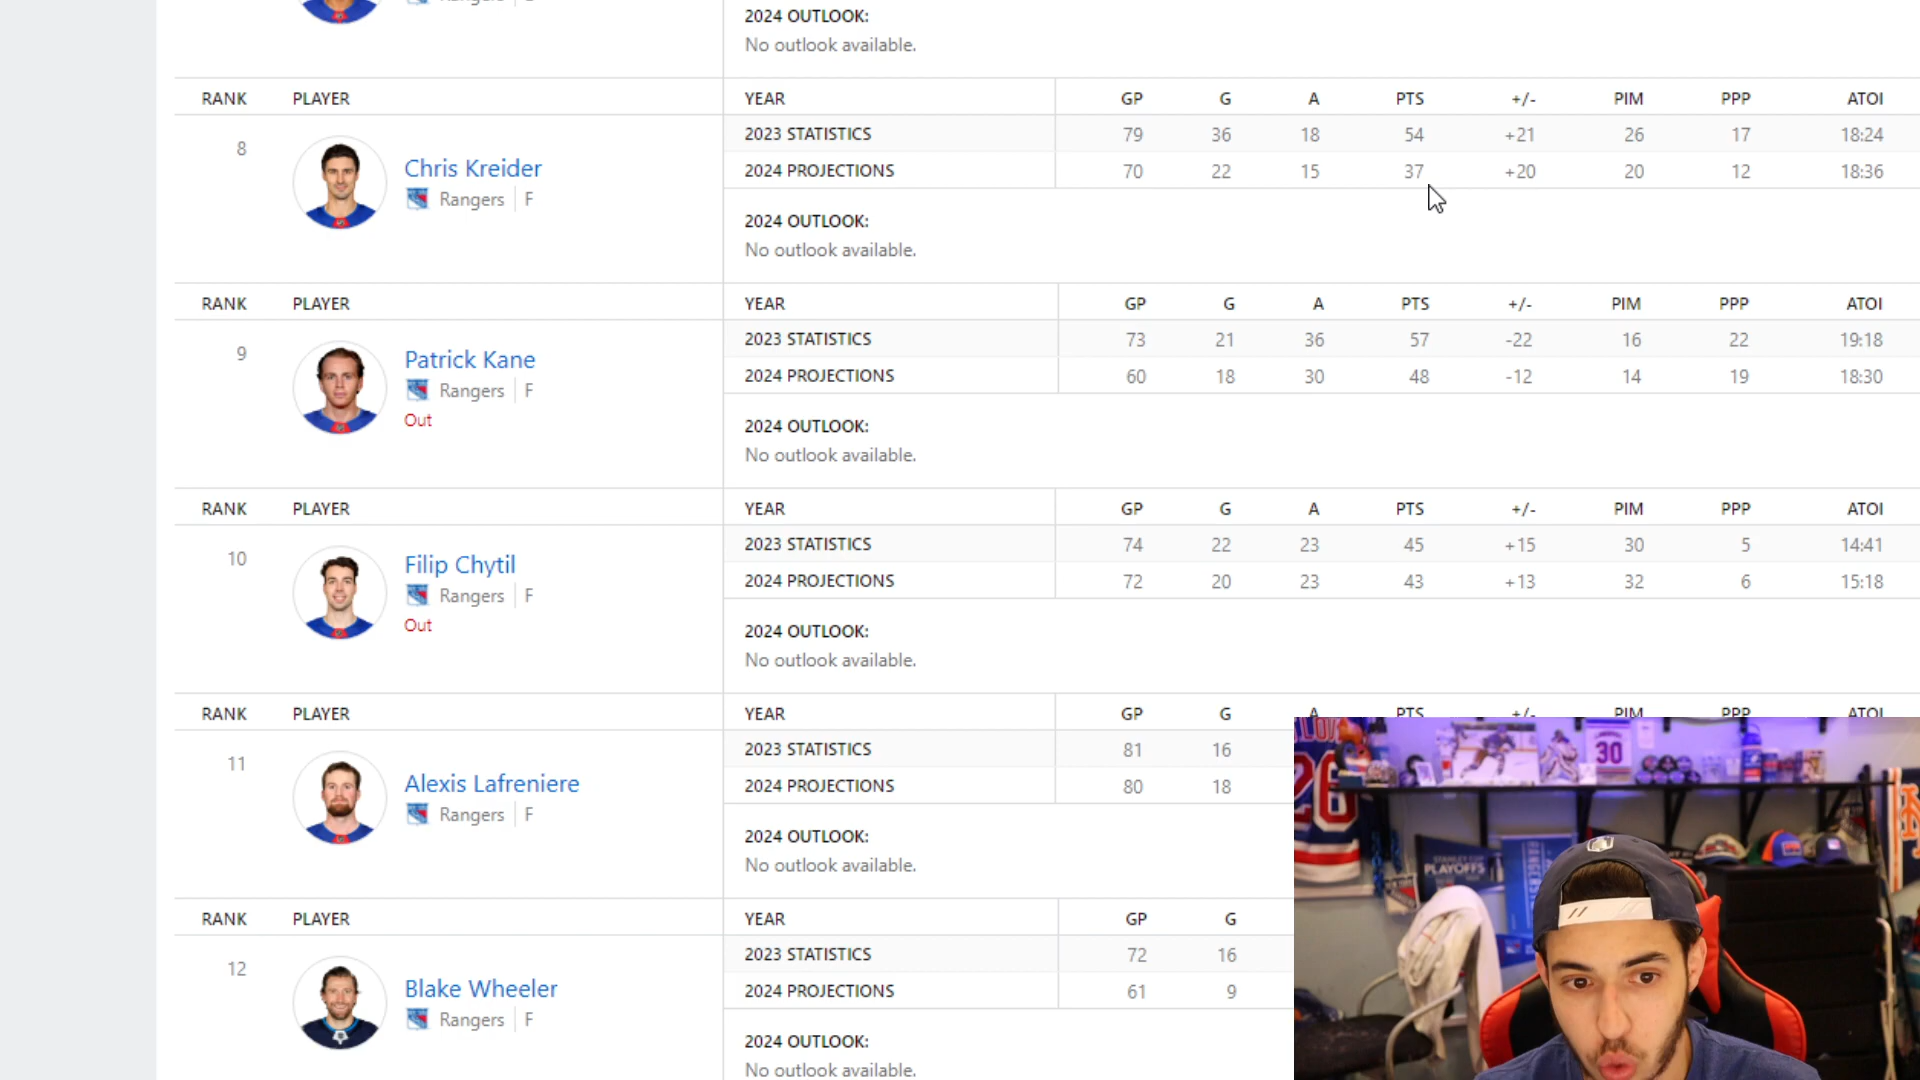 Rangers
2024 OUTLOOK:
No outlook available.
RANK PLAYER YEAR GP G A PTS +/- PIM PPP ATOI
8 Chris Kreider Rangers F
2023 STATISTICS 79 36 18 54 +21 26 17 18:24
2024 PROJECTIONS 70 22 15 37 +20 20 12 18:36
2024 OUTLOOK:
No outlook available.
RANK PLAYER YEAR GP G A PTS +/- PIM PPP ATOI
9 Patrick Kane Rangers F Out
2023 STATISTICS 73 21 36 57 -22 16 22 19:18
2024 PROJECTIONS 60 18 30 48 -12 14 19 18:30
2024 OUTLOOK:
No outlook available.
RANK PLAYER YEAR GP G A PTS +/- PIM PPP ATOI
10 Filip Chytil Rangers F Out
2023 STATISTICS 74 22 23 45 +15 30 5 14:41
2024 PROJECTIONS 72 20 23 43 +13 32 6 15:18
2024 OUTLOOK:
No outlook available.
RANK PLAYER YEAR GP G A PTS +/- PIM PPP ATOI
11 Alexis Lafreniere Rangers F
2023 STATISTICS 81 16
2024 PROJECTIONS 80 18
2024 OUTLOOK:
No outlook available.
RANK PLAYER YEAR GP G
12 Blake Wheeler Rangers F
2023 STATISTICS 72 16
2024 PROJECTIONS 61 9
2024 OUTLOOK:
No outlook available.
26
30
PLAYOFFS